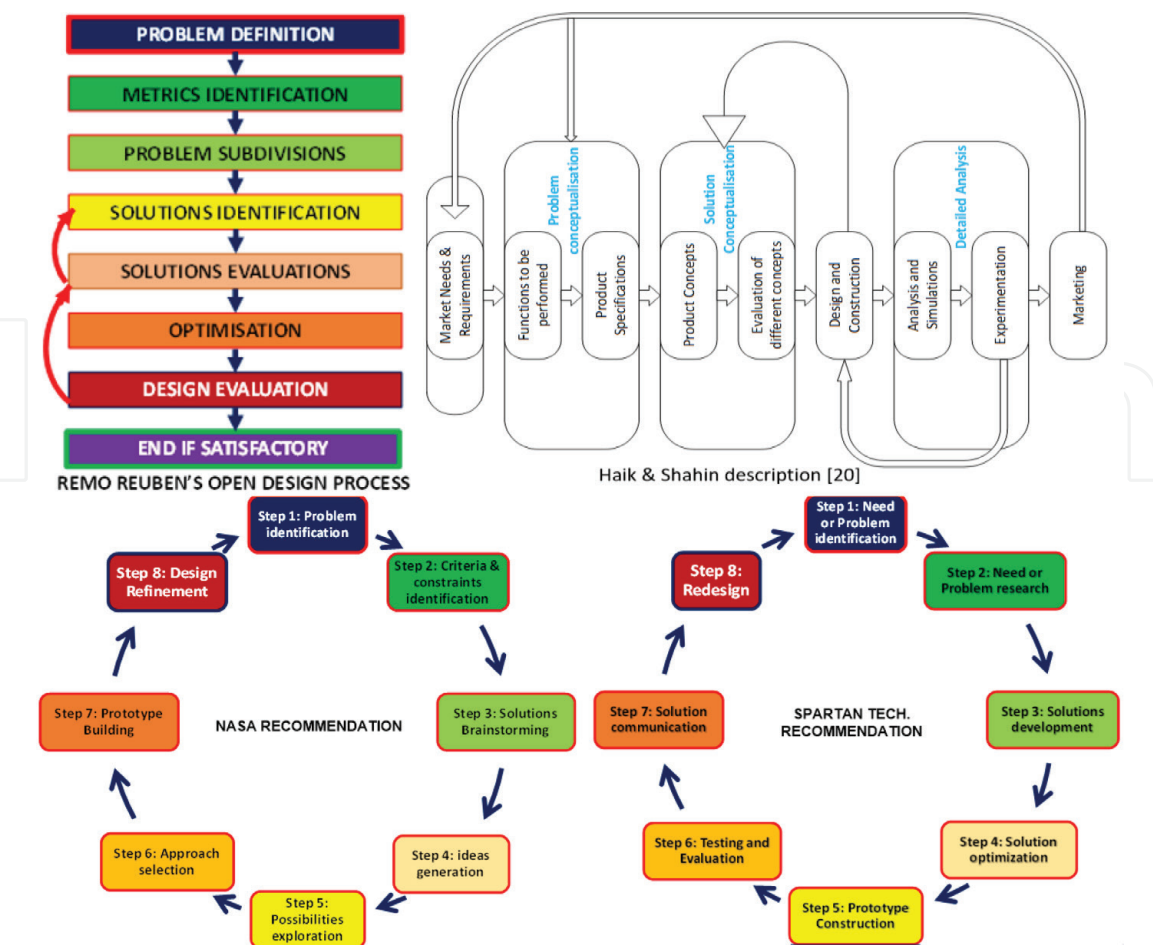 PROBLEM DEFINITION
METRICS IDENTIFICATION
PROBLEM SUBDIVISIONS
SOLUTIONS IDENTIFICATION
SOLUTIONS EVALUATIONS
OPTIMISATION
DESIGN EVALUATION
END IF SATISFACTORY
REMO REUBEN'S OPEN DESIGN PROCESS
Market Needs &
Requirements
Problem
conceptualisation
Functions to be
performed
Product
Specifications
Solution
Conceptualisation
Product Concepts
Evaluation of
different concepts
Design and
Construction
Detailed Analysis
Analysis and
Simulations
Experimentation
Marketing
Haik & Shahin description [20]
Step 1: Problem
identification
Step 2: Criteria &
constraints
identification
Step 3: Solutions
Brainstorming
Step 4: ideas
generation
Step 5:
Possibilities
exploration
Step 6: Approach
selection
Step 7: Prototype
Building
Step 8: Design
Refinement
NASA RECOMMENDATION
Step 1: Need
or Problem
identification
Step 2: Need or
Problem research
Step 3: Solutions
development
Step 4: Solution
optimization
Step 5: Prototype
Construction
Step 6: Testing and
Evaluation
Step 7: Solution
communication
Step 8:
Redesign
SPARTAN TECH.
RECOMMENDATION